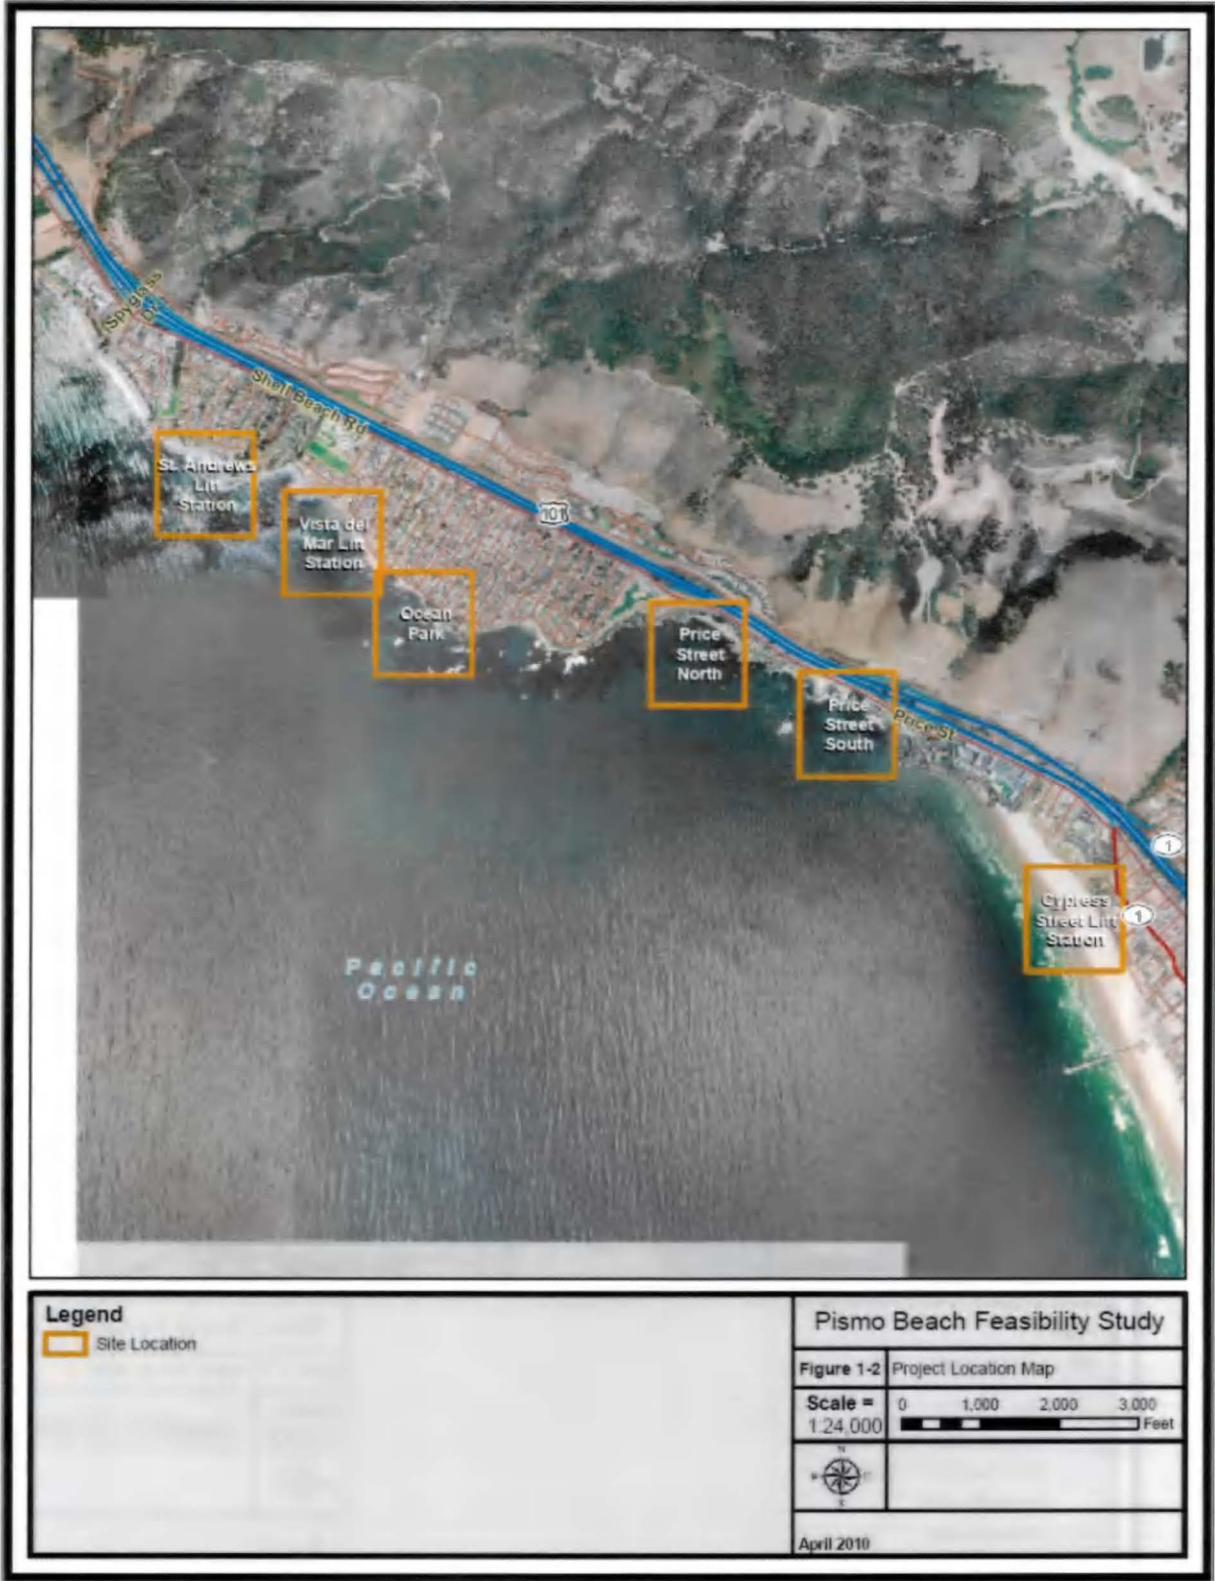 Spyglass
Dr
Shell Beach Rd
101
St. Andrews
Lift
Station
Vista del
Mar Lift
Station
Ocean
Park
Price
Street
North
Price
Street
South
Price St
1
Cypress
Street Lift
Station
1
Pacific
Ocean
Legend
Site Location
Pismo Beach Feasibility Study
Figure 1-2 Project Location Map
Scale =
1:24,000
0 1,000 2,000 3,000
Feet
N
S
April 2010